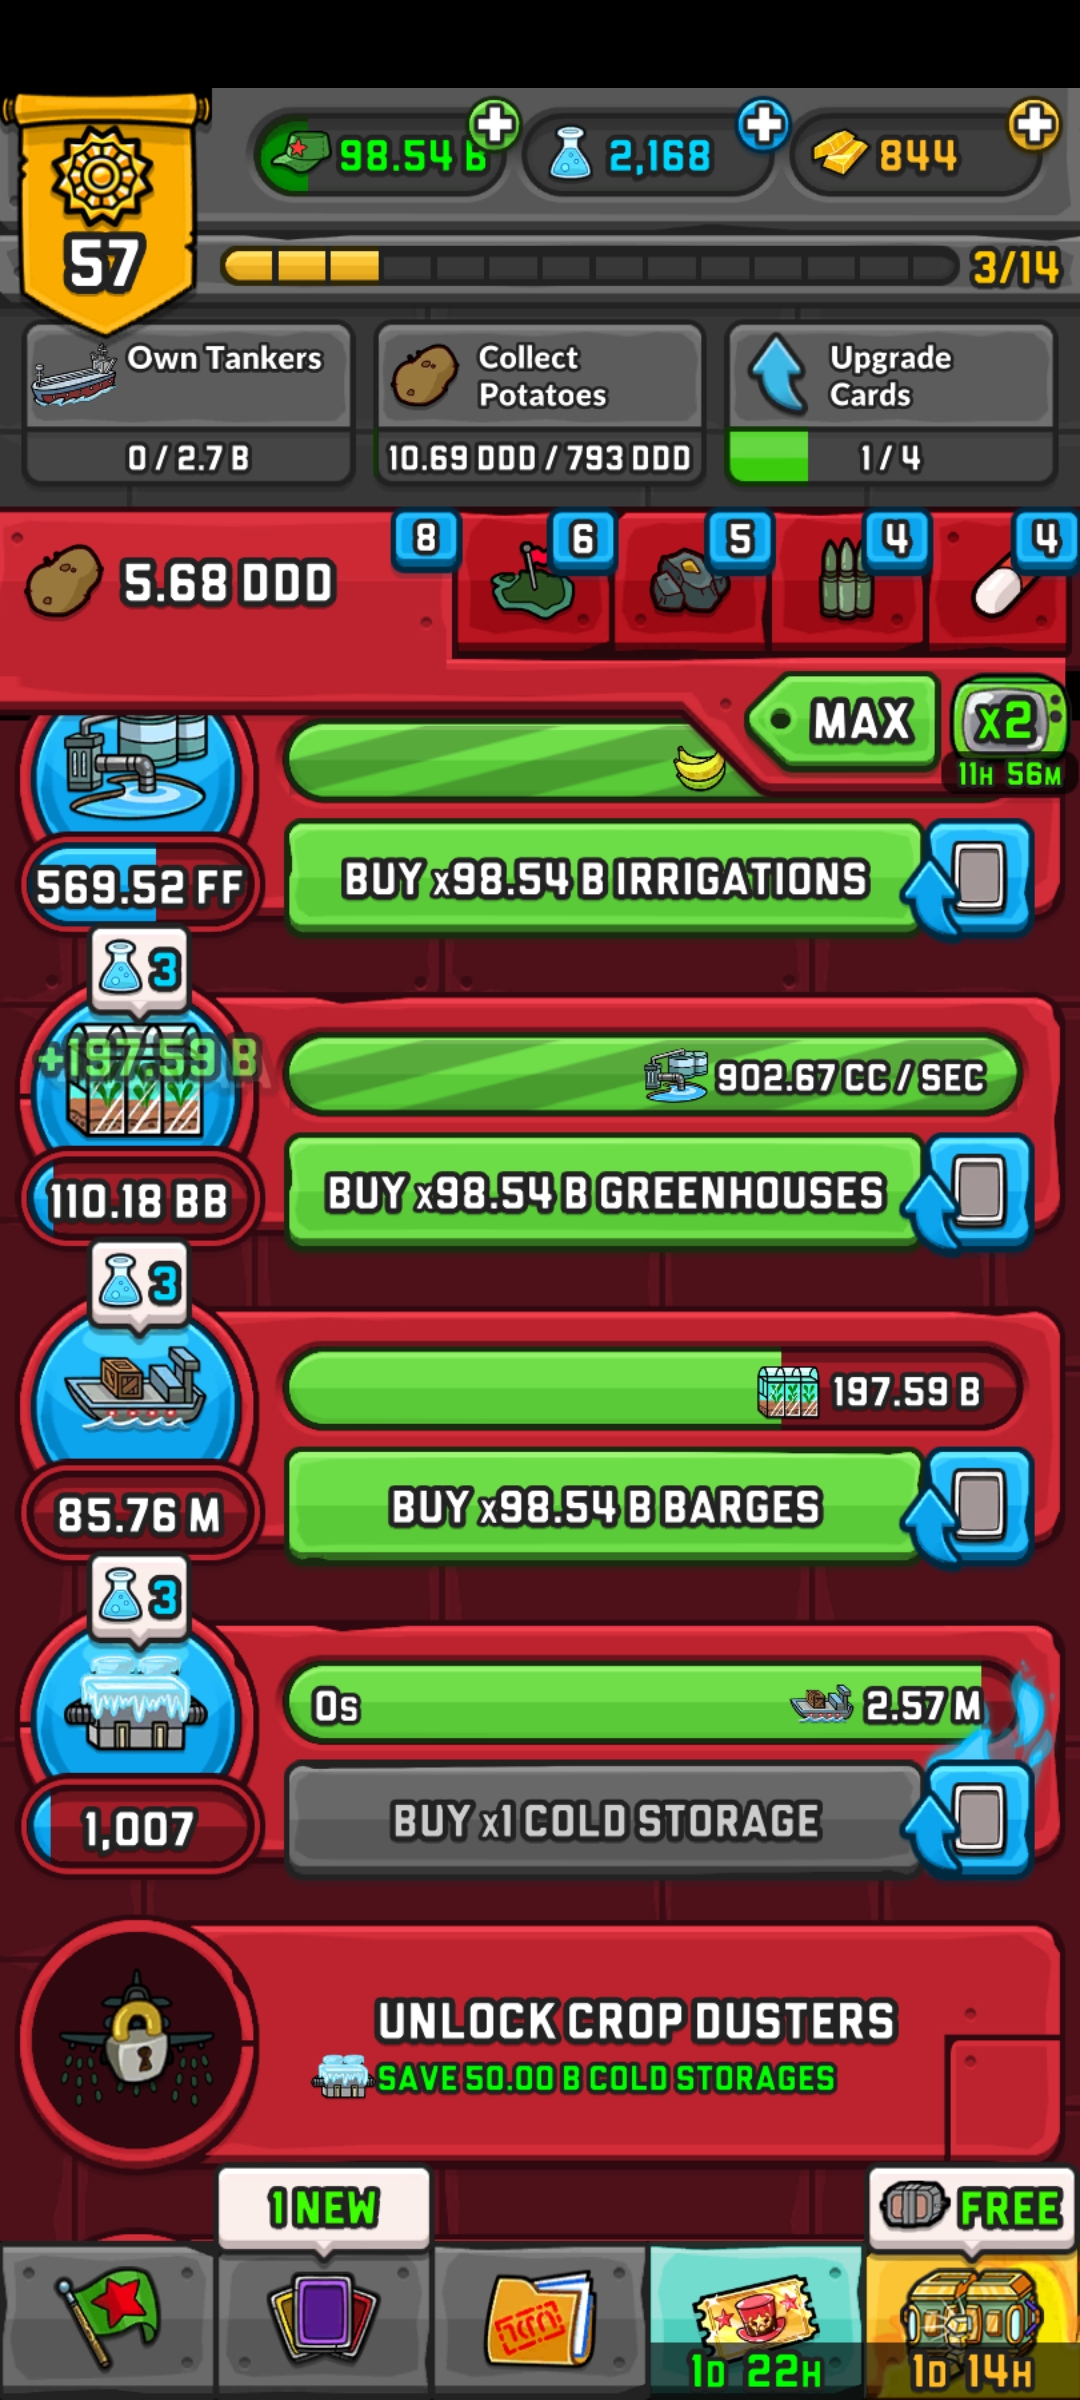 98.54 B
2,168
844
57
3/14
Own Tankers
0 / 2.7 B
Collect
Potatoes
10.69 DDD / 793 DDD
Upgrade
Cards
1 / 4
5.68 DDD
8
6
5
4
4
MAX
x2
11H 56M
569.52 FF
BUY x98.54 B IRRIGATIONS
3
+197.59 B
902.67 CC / SEC
110.18 BB
BUY x98.54 B GREENHOUSES
3
197.59 B
85.76 M
BUY x98.54 B BARGES
3
0s
2.57 M
1,007
BUY x1 COLD STORAGE
UNLOCK CROP DUSTERS
SAVE 50.00 B COLD STORAGES
1 NEW
FREE
1D 22H
1D 14H